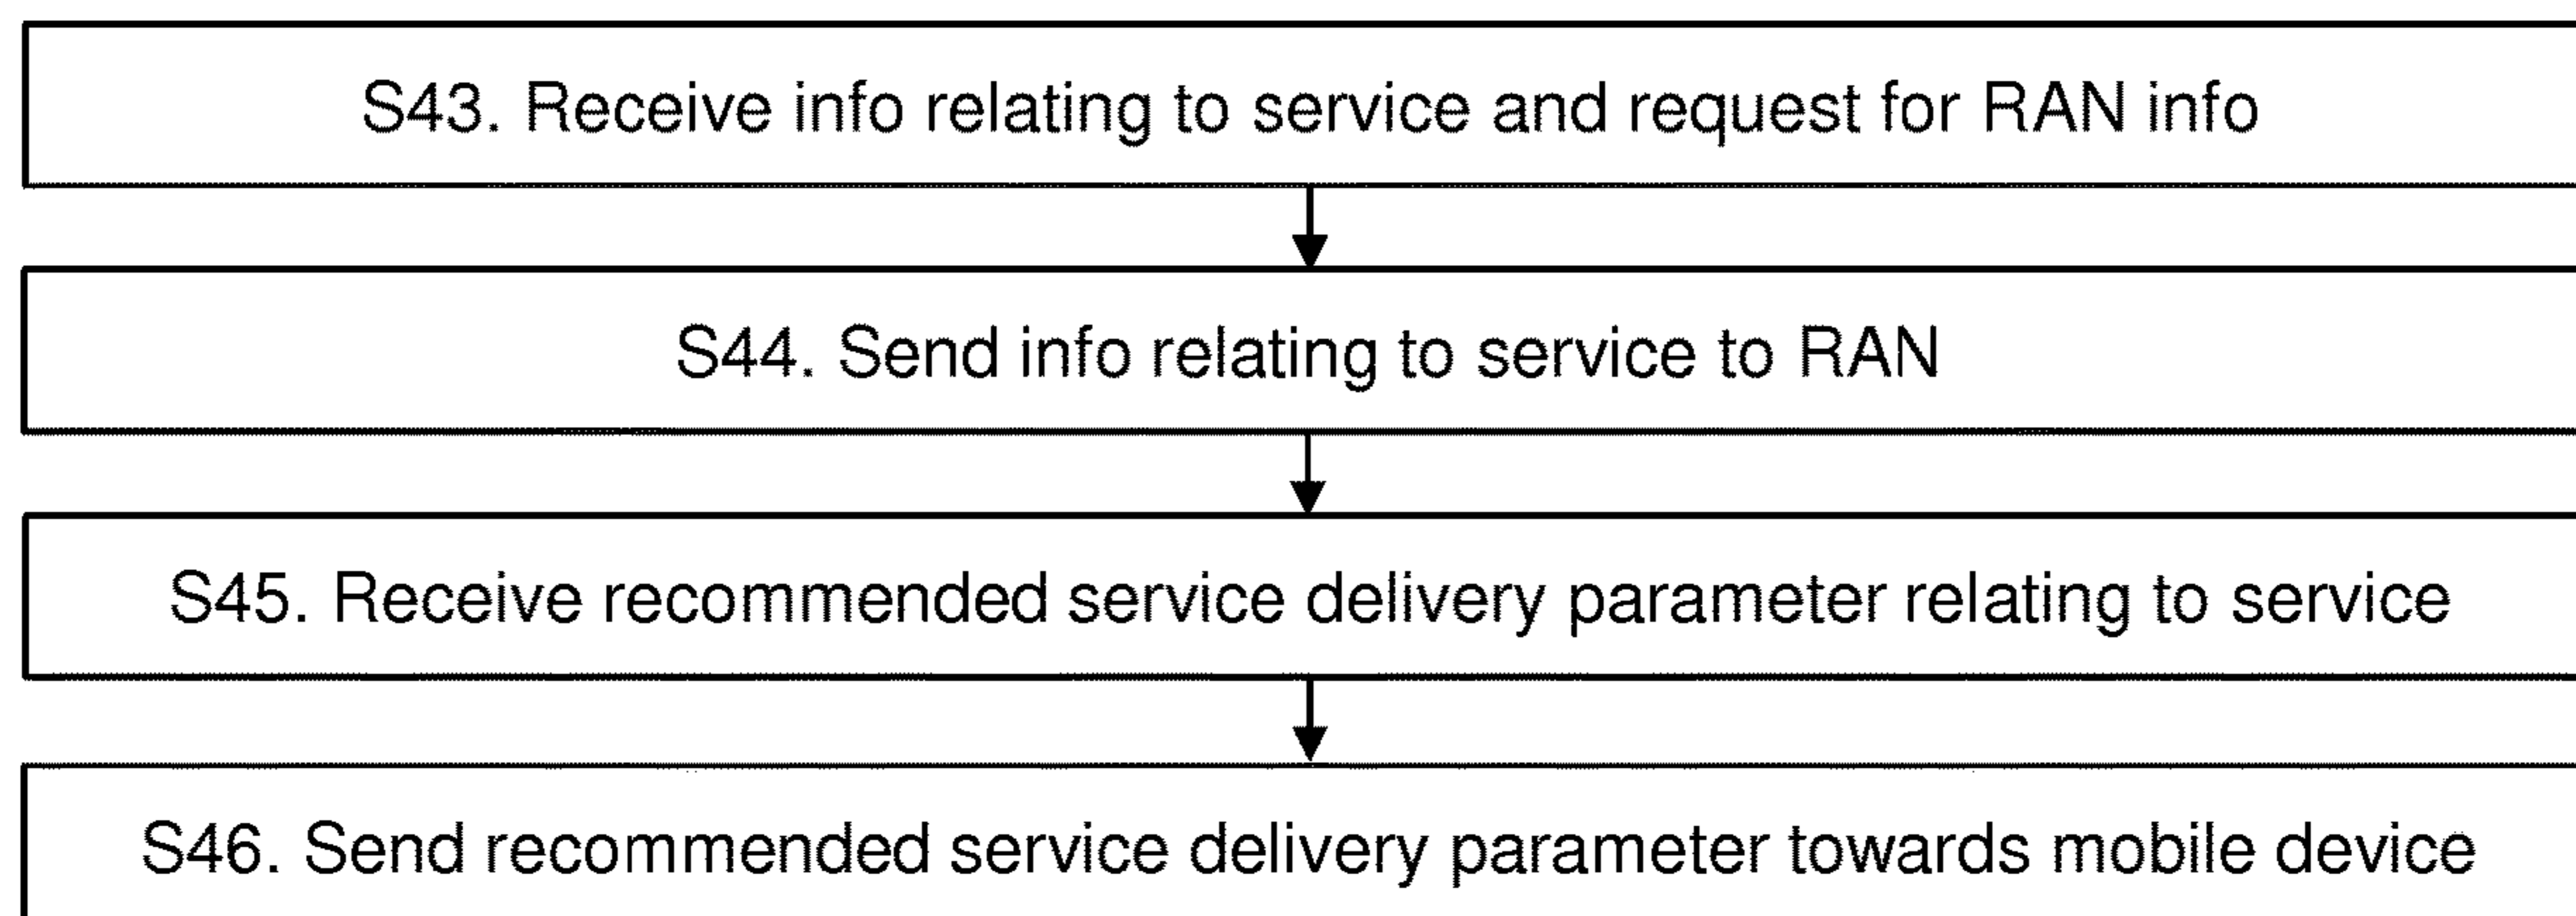 S43. Receive info relating to service and request for RAN info
S44. Send info relating to service to RAN
S45. Receive recommended service delivery parameter relating to service
S46. Send recommended service delivery parameter towards mobile device